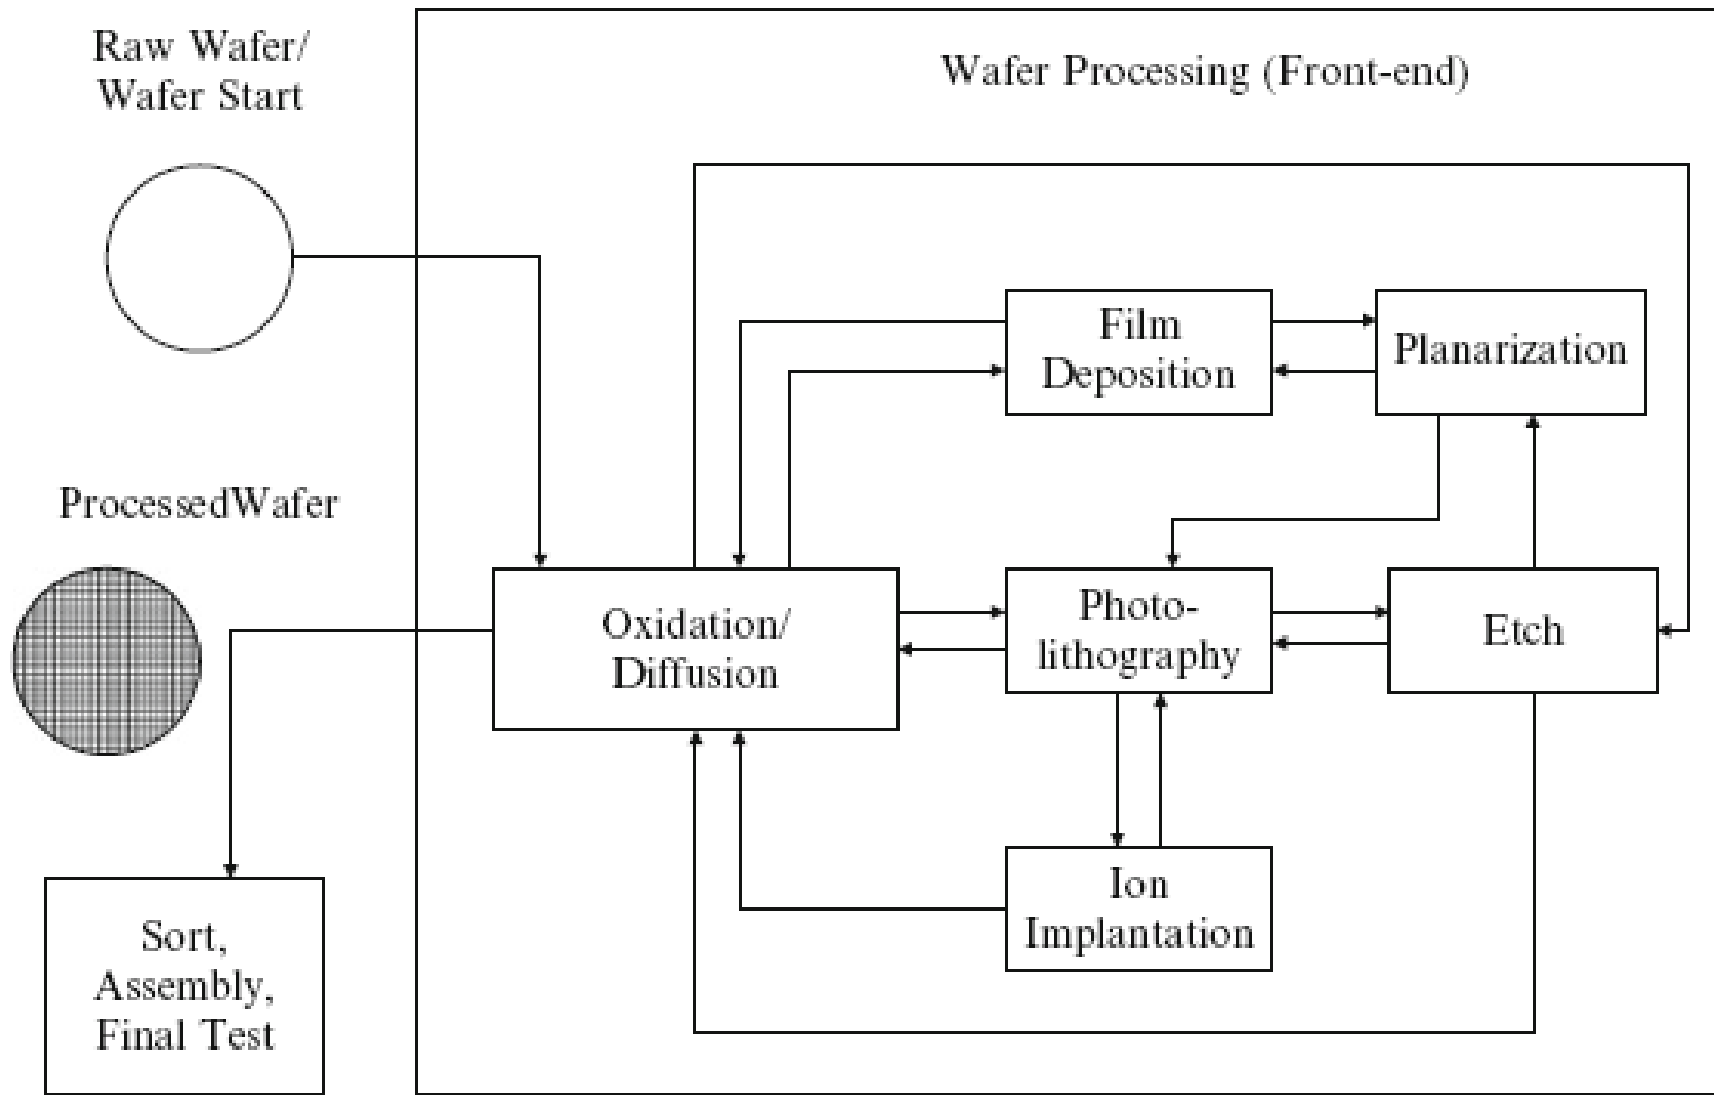 Raw Wafer/
Wafer Start
Wafer Processing (Front-end)
Film
Deposition
Planarization
ProcessedWafer
Oxidation/
Diffusion
Photo-
lithography
Etch
Ion
Implantation
Sort,
Assembly,
Final Test